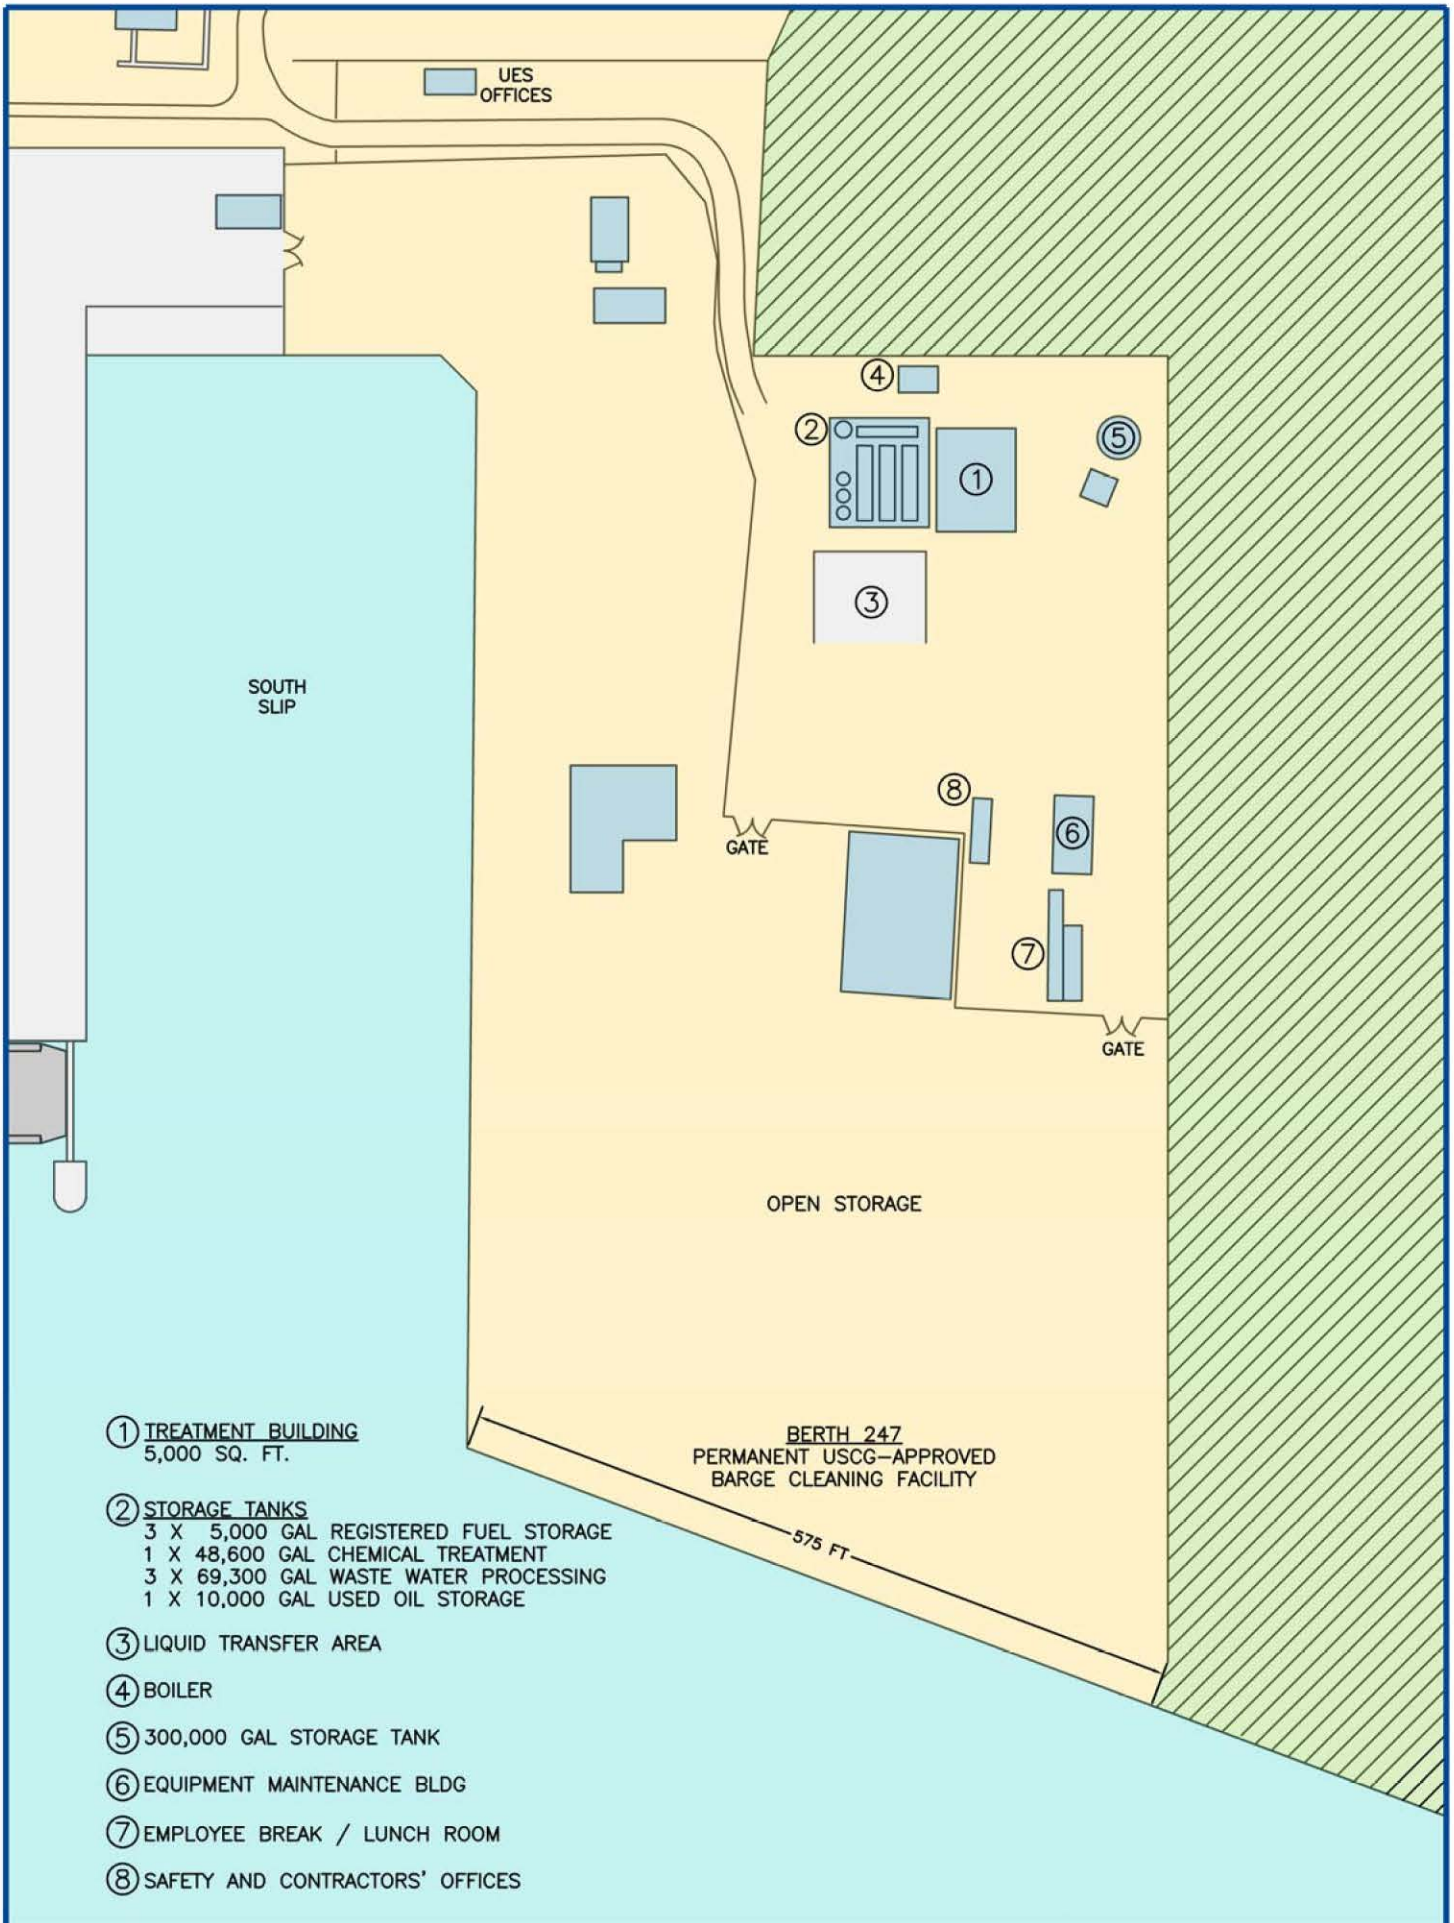 UES
OFFICES
4
2
5
1
3
SOUTH
SLIP
8
6
GATE
7
GATE
OPEN STORAGE
1 TREATMENT BUILDING
5,000 SQ. FT.
BERTH 247
PERMANENT USCG-APPROVED
BARGE CLEANING FACILITY
575 FT
2 STORAGE TANKS
3 X 5,000 GAL REGISTERED FUEL STORAGE
1 X 48,600 GAL CHEMICAL TREATMENT
3 X 69,300 GAL WASTE WATER PROCESSING
1 X 10,000 GAL USED OIL STORAGE
3 LIQUID TRANSFER AREA
4 BOILER
5 300,000 GAL STORAGE TANK
6 EQUIPMENT MAINTENANCE BLDG
7 EMPLOYEE BREAK / LUNCH ROOM
8 SAFETY AND CONTRACTORS' OFFICES